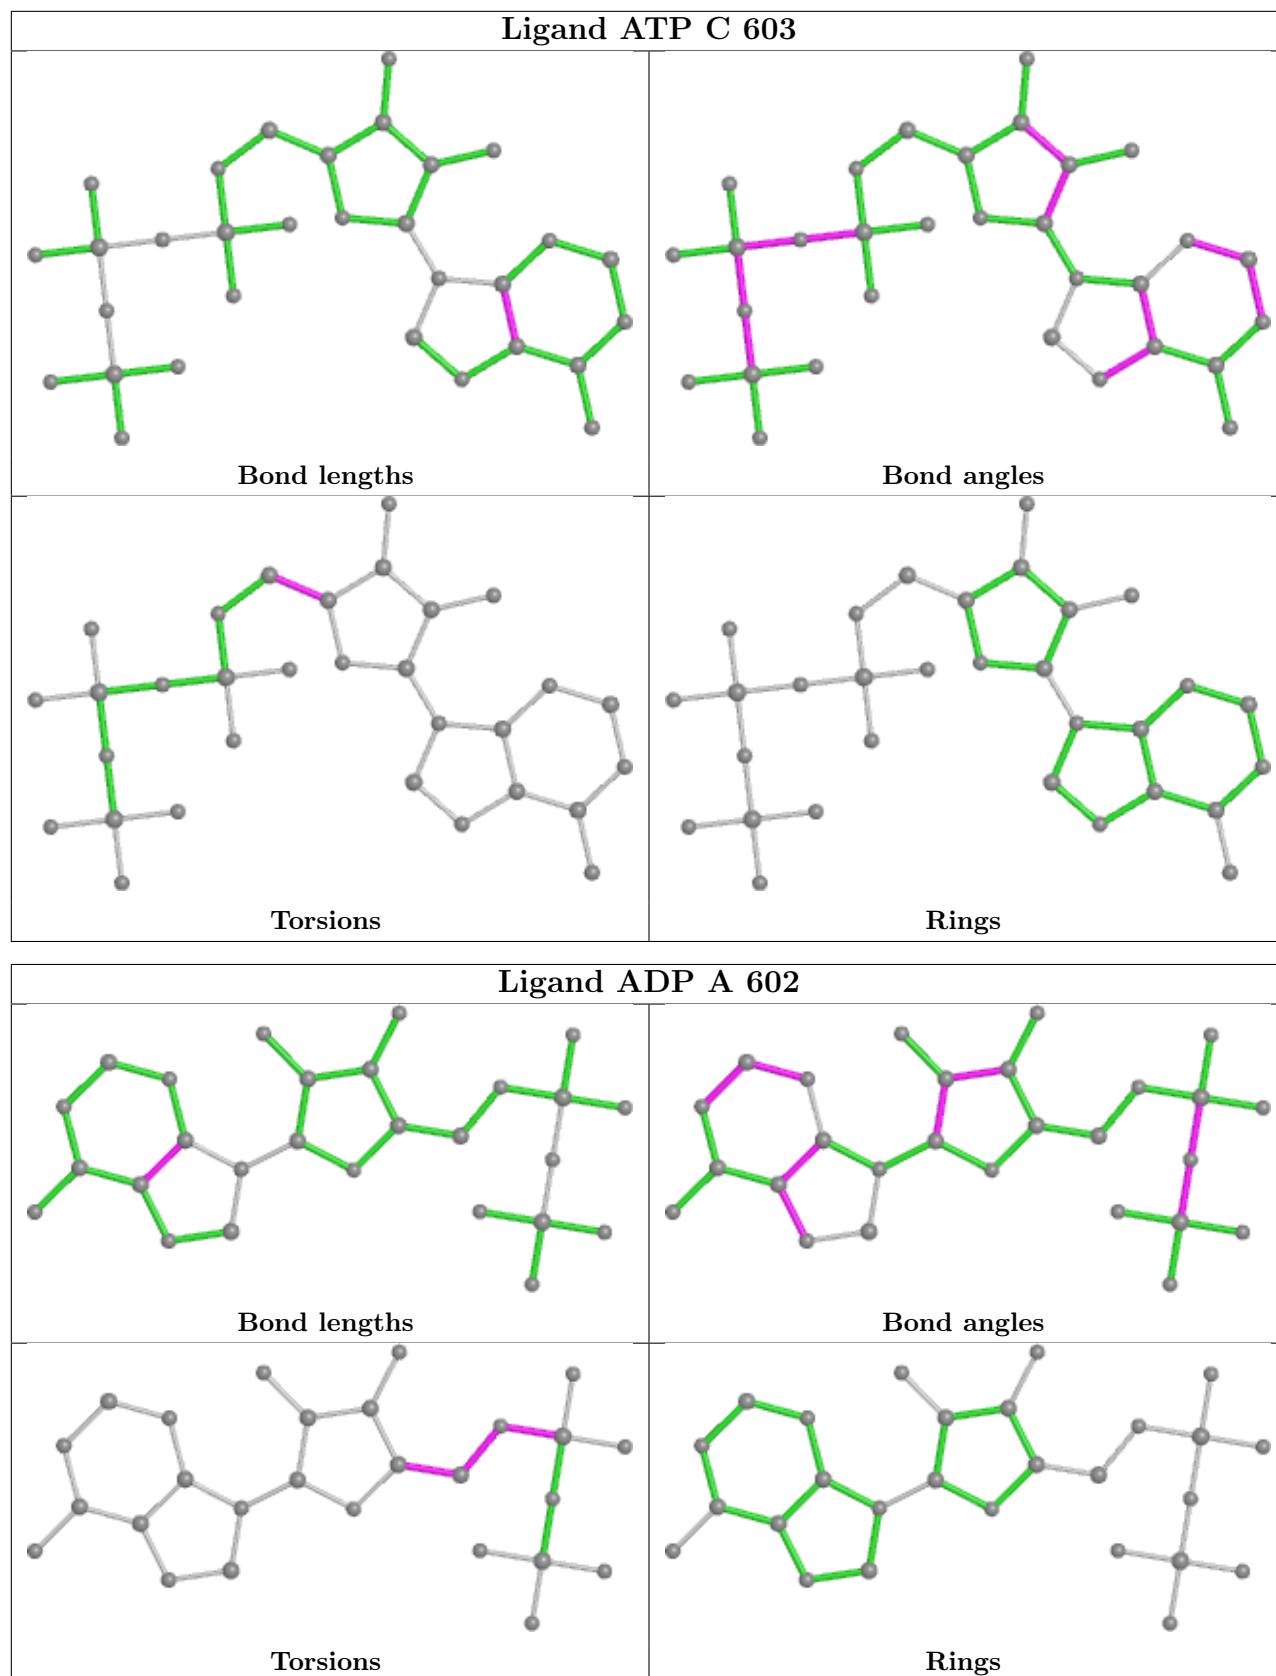 Ligand ATP C 603
Bond lengths
Bond angles
Torsions
Rings
Ligand ADP A 602
Bond lengths
Bond angles
Torsions
Rings